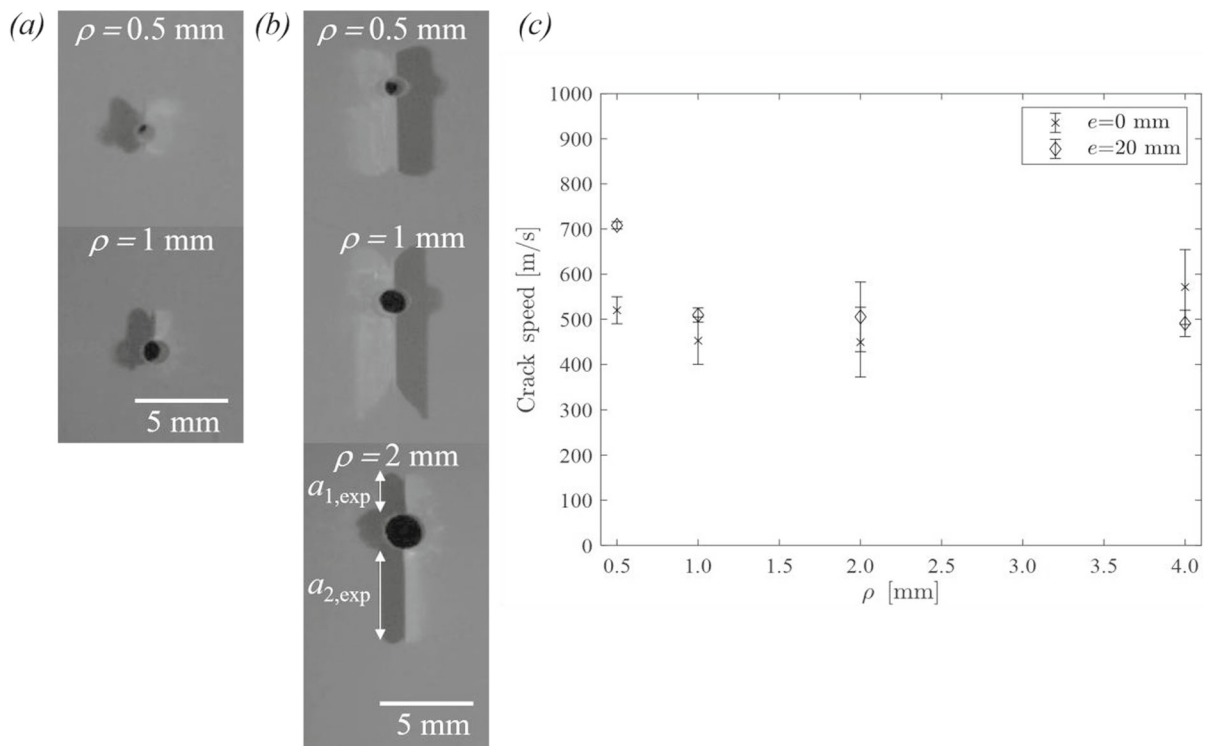 (a)
ρ = 0.5 mm
ρ = 1 mm
5 mm
(b)
ρ = 0.5 mm
ρ = 1 mm
ρ = 2 mm
a1,exp
a2,exp
5 mm
(c)
1000
900
800
700
600
500
400
300
200
100
0
Crack speed [m/s]
e=0 mm
e=20 mm
0.5 1.0 1.5 2.0 2.5 3.0 3.5 4.0
ρ [mm]